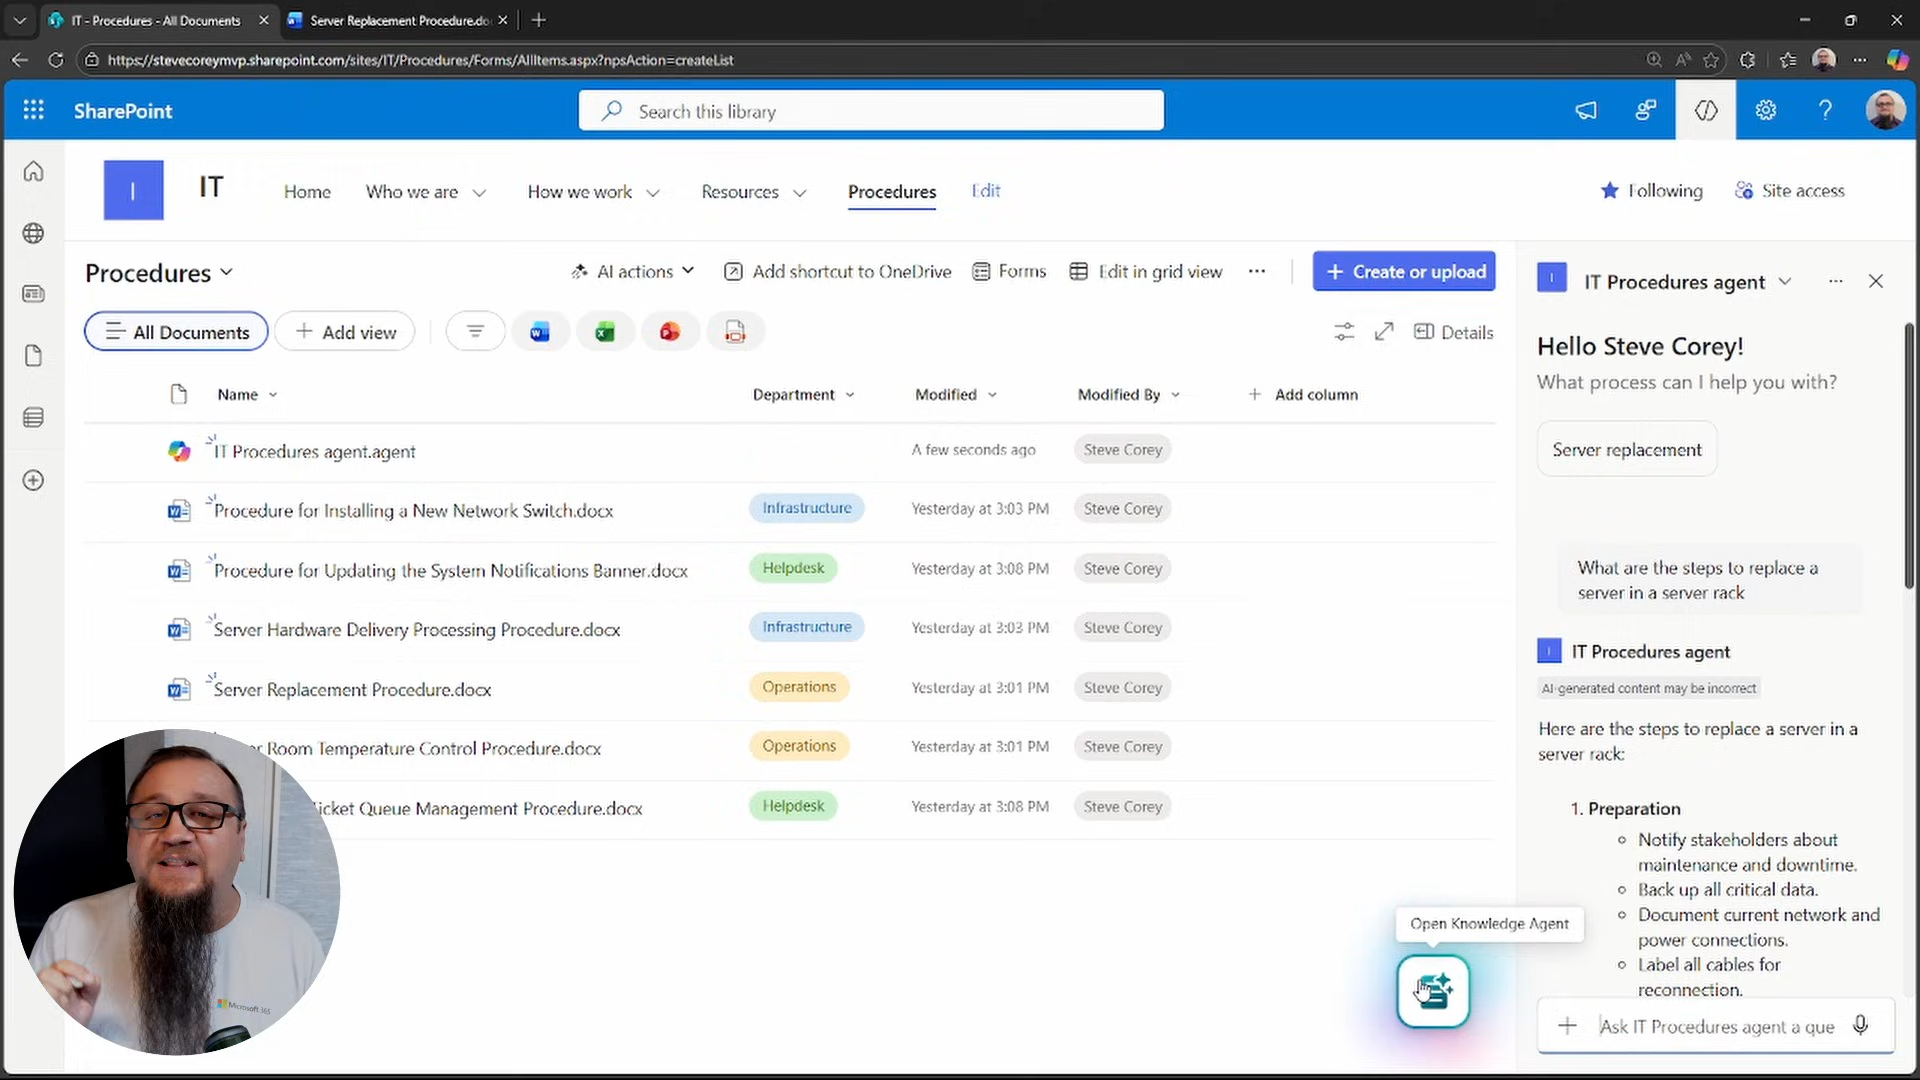 IT - Procedures - All Documents
Server Replacement Procedure.do
https://stevecoreymvp.sharepoint.com/sites/IT/Procedures/Forms/AllItems.aspx?npsAction=createList
SharePoint
Search this library
I
IT
Home
Who we are
How we work
Resources
Procedures
Edit
Following
Site access
Procedures
AI actions
Add shortcut to OneDrive
Forms
Edit in grid view
Create or upload
All Documents
Add view
Details
Name
Department
Modified
Modified By
Add column
IT Procedures agent.agent
A few seconds ago
Steve Corey
Procedure for Installing a New Network Switch.docx
Infrastructure
Yesterday at 3:03 PM
Steve Corey
Procedure for Updating the System Notifications Banner.docx
Helpdesk
Yesterday at 3:08 PM
Steve Corey
Server Hardware Delivery Processing Procedure.docx
Infrastructure
Yesterday at 3:03 PM
Steve Corey
Server Replacement Procedure.docx
Operations
Yesterday at 3:01 PM
Steve Corey
Room Temperature Control Procedure.docx
Operations
Yesterday at 3:01 PM
Steve Corey
Queue Management Procedure.docx
Helpdesk
Yesterday at 3:08 PM
Steve Corey
Microsoft 365
Open Knowledge Agent
I
IT Procedures agent
Hello Steve Corey!
What process can I help you with?
Server replacement
What are the steps to replace a
server in a server rack
I
IT Procedures agent
AI-generated content may be incorrect
Here are the steps to replace a server in a
server rack:
1. Preparation
Notify stakeholders about
maintenance and downtime.
Back up all critical data.
Document current network and
power connections.
Label all cables for
reconnection.
Ask IT Procedures agent a que